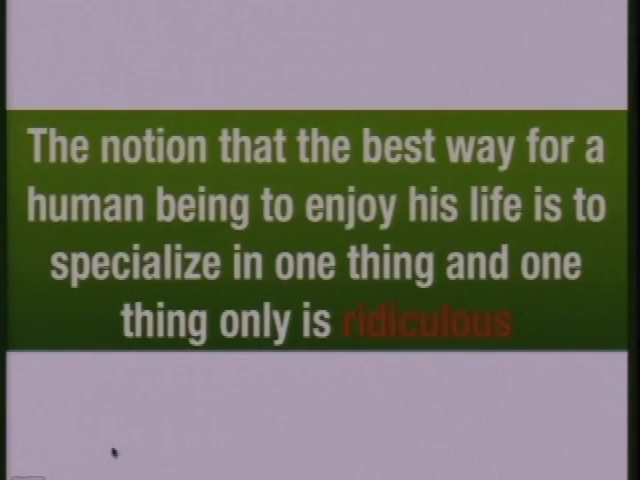 The notion that the best way for a
human being to enjoy his life is to
specialize in one thing and one
thing only is ridiculous